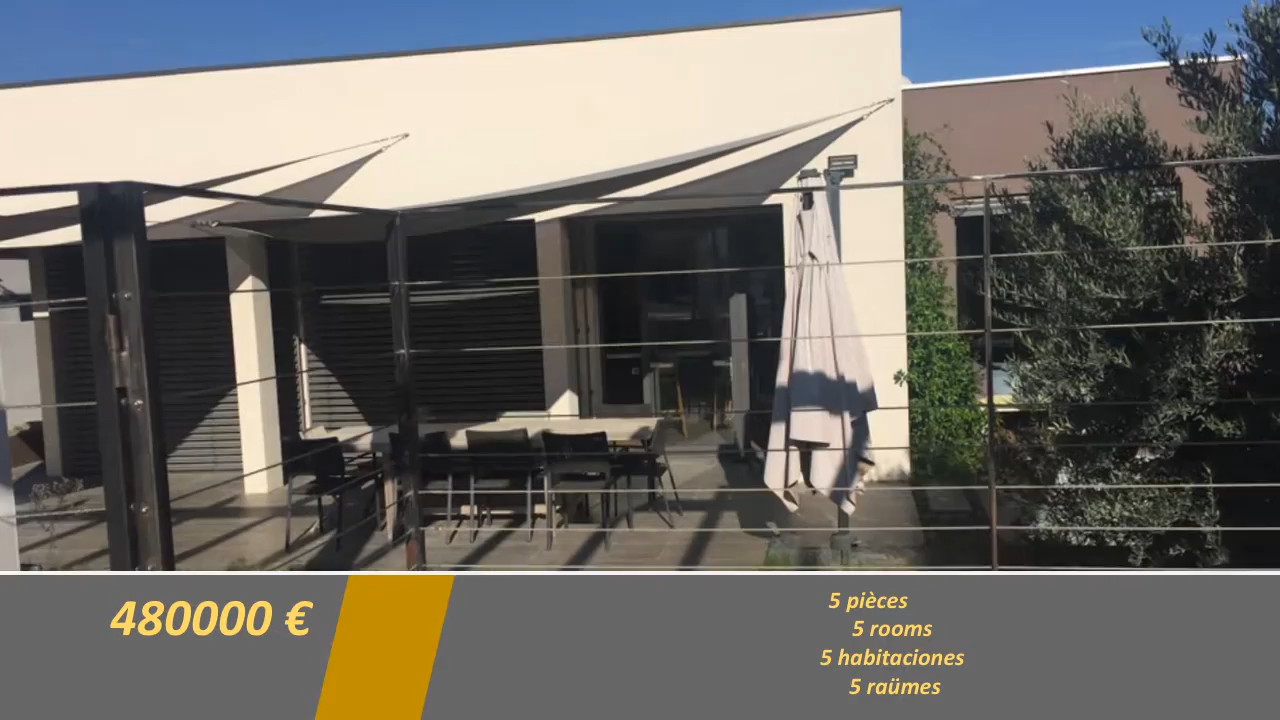 480000 €
5 pièces
5 rooms
5 habitaciones
5 raümes